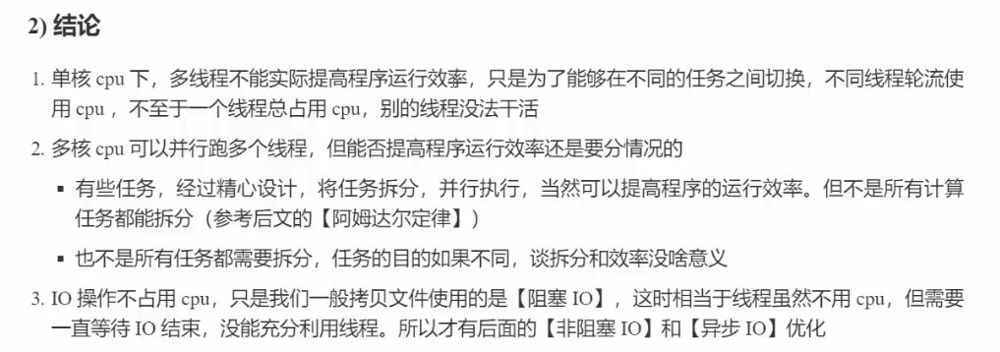 2) 结论
1. 单核 cpu 下，多线程不能实际提高程序运行效率，只是为了能够在不同的任务之间切换，不同线程轮流使
用 cpu ，不至于一个线程总占用 cpu，别的线程没法干活
2. 多核 cpu 可以并行跑多个线程，但能否提高程序运行效率还是要分情况的
▪ 有些任务，经过精心设计，将任务拆分，并行执行，当然可以提高程序的运行效率。但不是所有计算
任务都能拆分（参考后文的【阿姆达尔定律】）
▪ 也不是所有任务都需要拆分，任务的目的如果不同，谈拆分和效率没啥意义
3. IO 操作不占用 cpu，只是我们一般拷贝文件使用的是【阻塞 IO】，这时相当于线程虽然不用 cpu，但需要
一直等待 IO 结束，没能充分利用线程。所以才有后面的【非阻塞 IO】和【异步 IO】优化